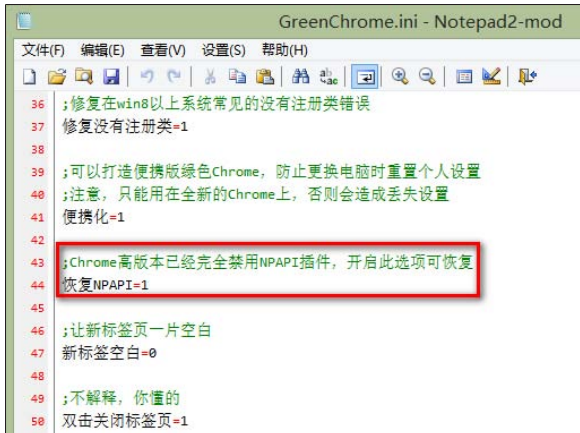 GreenChrome.ini - Notepad2-mod
文件(F) 编辑(E) 查看(V) 设置(S) 帮助(H)
36 ;修复在win8以上系统常见的没有注册类错误
37 修复没有注册类=1
38
39 ;可以打造便携版绿色Chrome，防止更换电脑时重置个人设置
40 ;注意，只能用在全新的Chrome上，否则会造成丢失设置
41 便携化=1
42
43 ;Chrome高版本已经完全禁用NPAPI插件，开启此选项可恢复
44 恢复NPAPI=1
45
46 ;让新标签页一片空白
47 新标签空白=0
48
49 ;不解释，你懂的
50 双击关闭标签页=1